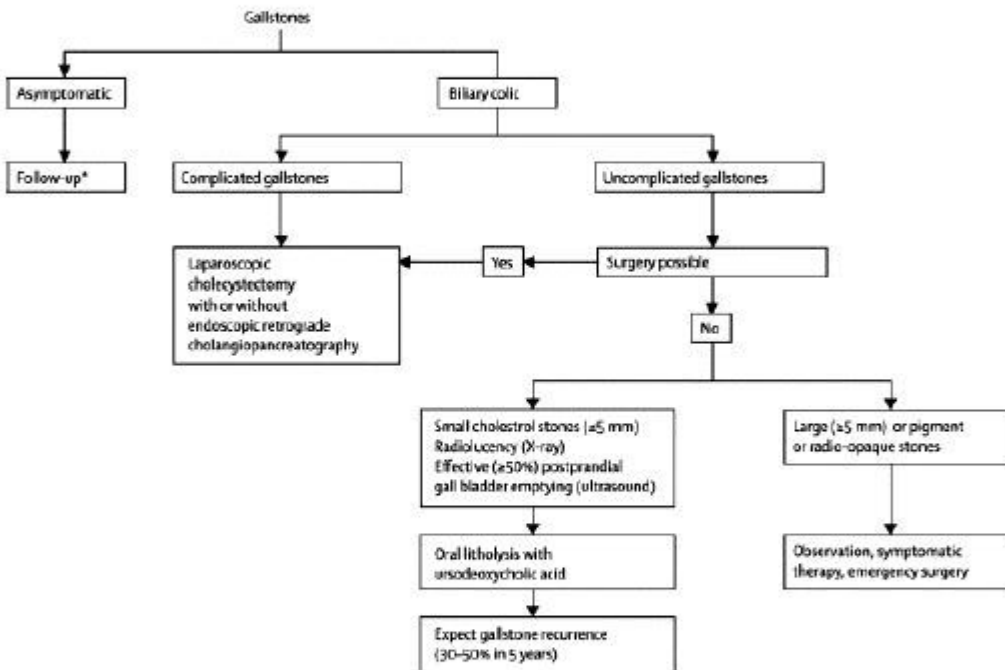 Gallstones
Asymptomatic
Biliary colic
Follow-up*
Complicated gallstones
Uncomplicated gallstones
Laparoscopic
cholecystectomy
with or without
endoscopic retrograde
cholangiopancreatography
Yes
Surgery possible
No
Small cholestrol stones (≤5 mm)
Radiolucency (X-ray)
Effective (≥50%) postprandial
gall bladder emptying (ultrasound)
Large (≥5 mm) or pigment
or radio-opaque stones
Oral litholysis with
ursodeoxycholic acid
Observation, symptomatic
therapy, emergency surgery
Expect gallstone recurrence
(30-50% in 5 years)